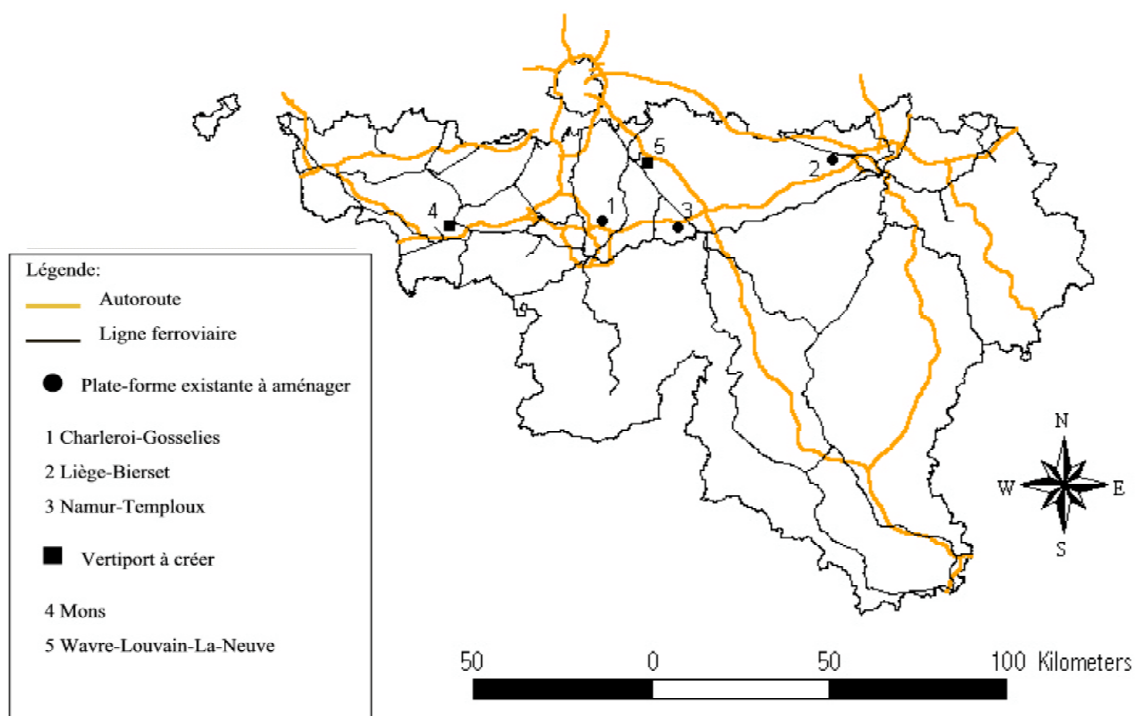 5
2
1
4
3
Légende:
Autoroute
Ligne ferroviaire
Plate-forme existante à aménager
1 Charleroi-Gosselies
2 Liège-Bierset
3 Namur-Temploux
Vertiport à créer
4 Mons
5 Wavre-Louvain-La-Neuve
N
W E
S
50 0 50 100 Kilometers